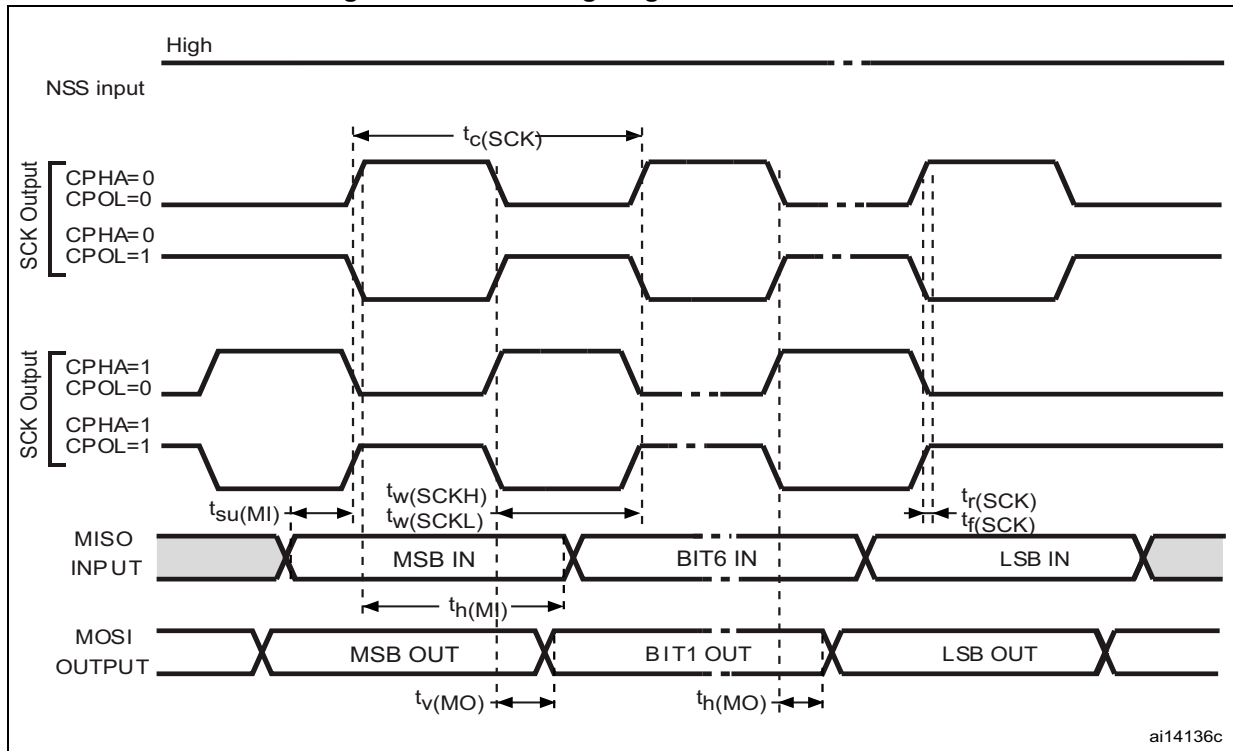 High
NSS input
tc(SCK)
SCK Output
CPHA=0
CPOL=0
CPHA=0
CPOL=1
SCK Output
CPHA=1
CPOL=0
CPHA=1
CPOL=1
tsu(MI)
tw(SCKH)
tw(SCKL)
tr(SCK)
tf(SCK)
MISO
INPUT
MSB IN
BIT6 IN
LSB IN
th(MI)
MOSI
OUTPUT
MSB OUT
BIT1 OUT
LSB OUT
tv(MO)
th(MO)
ai14136c